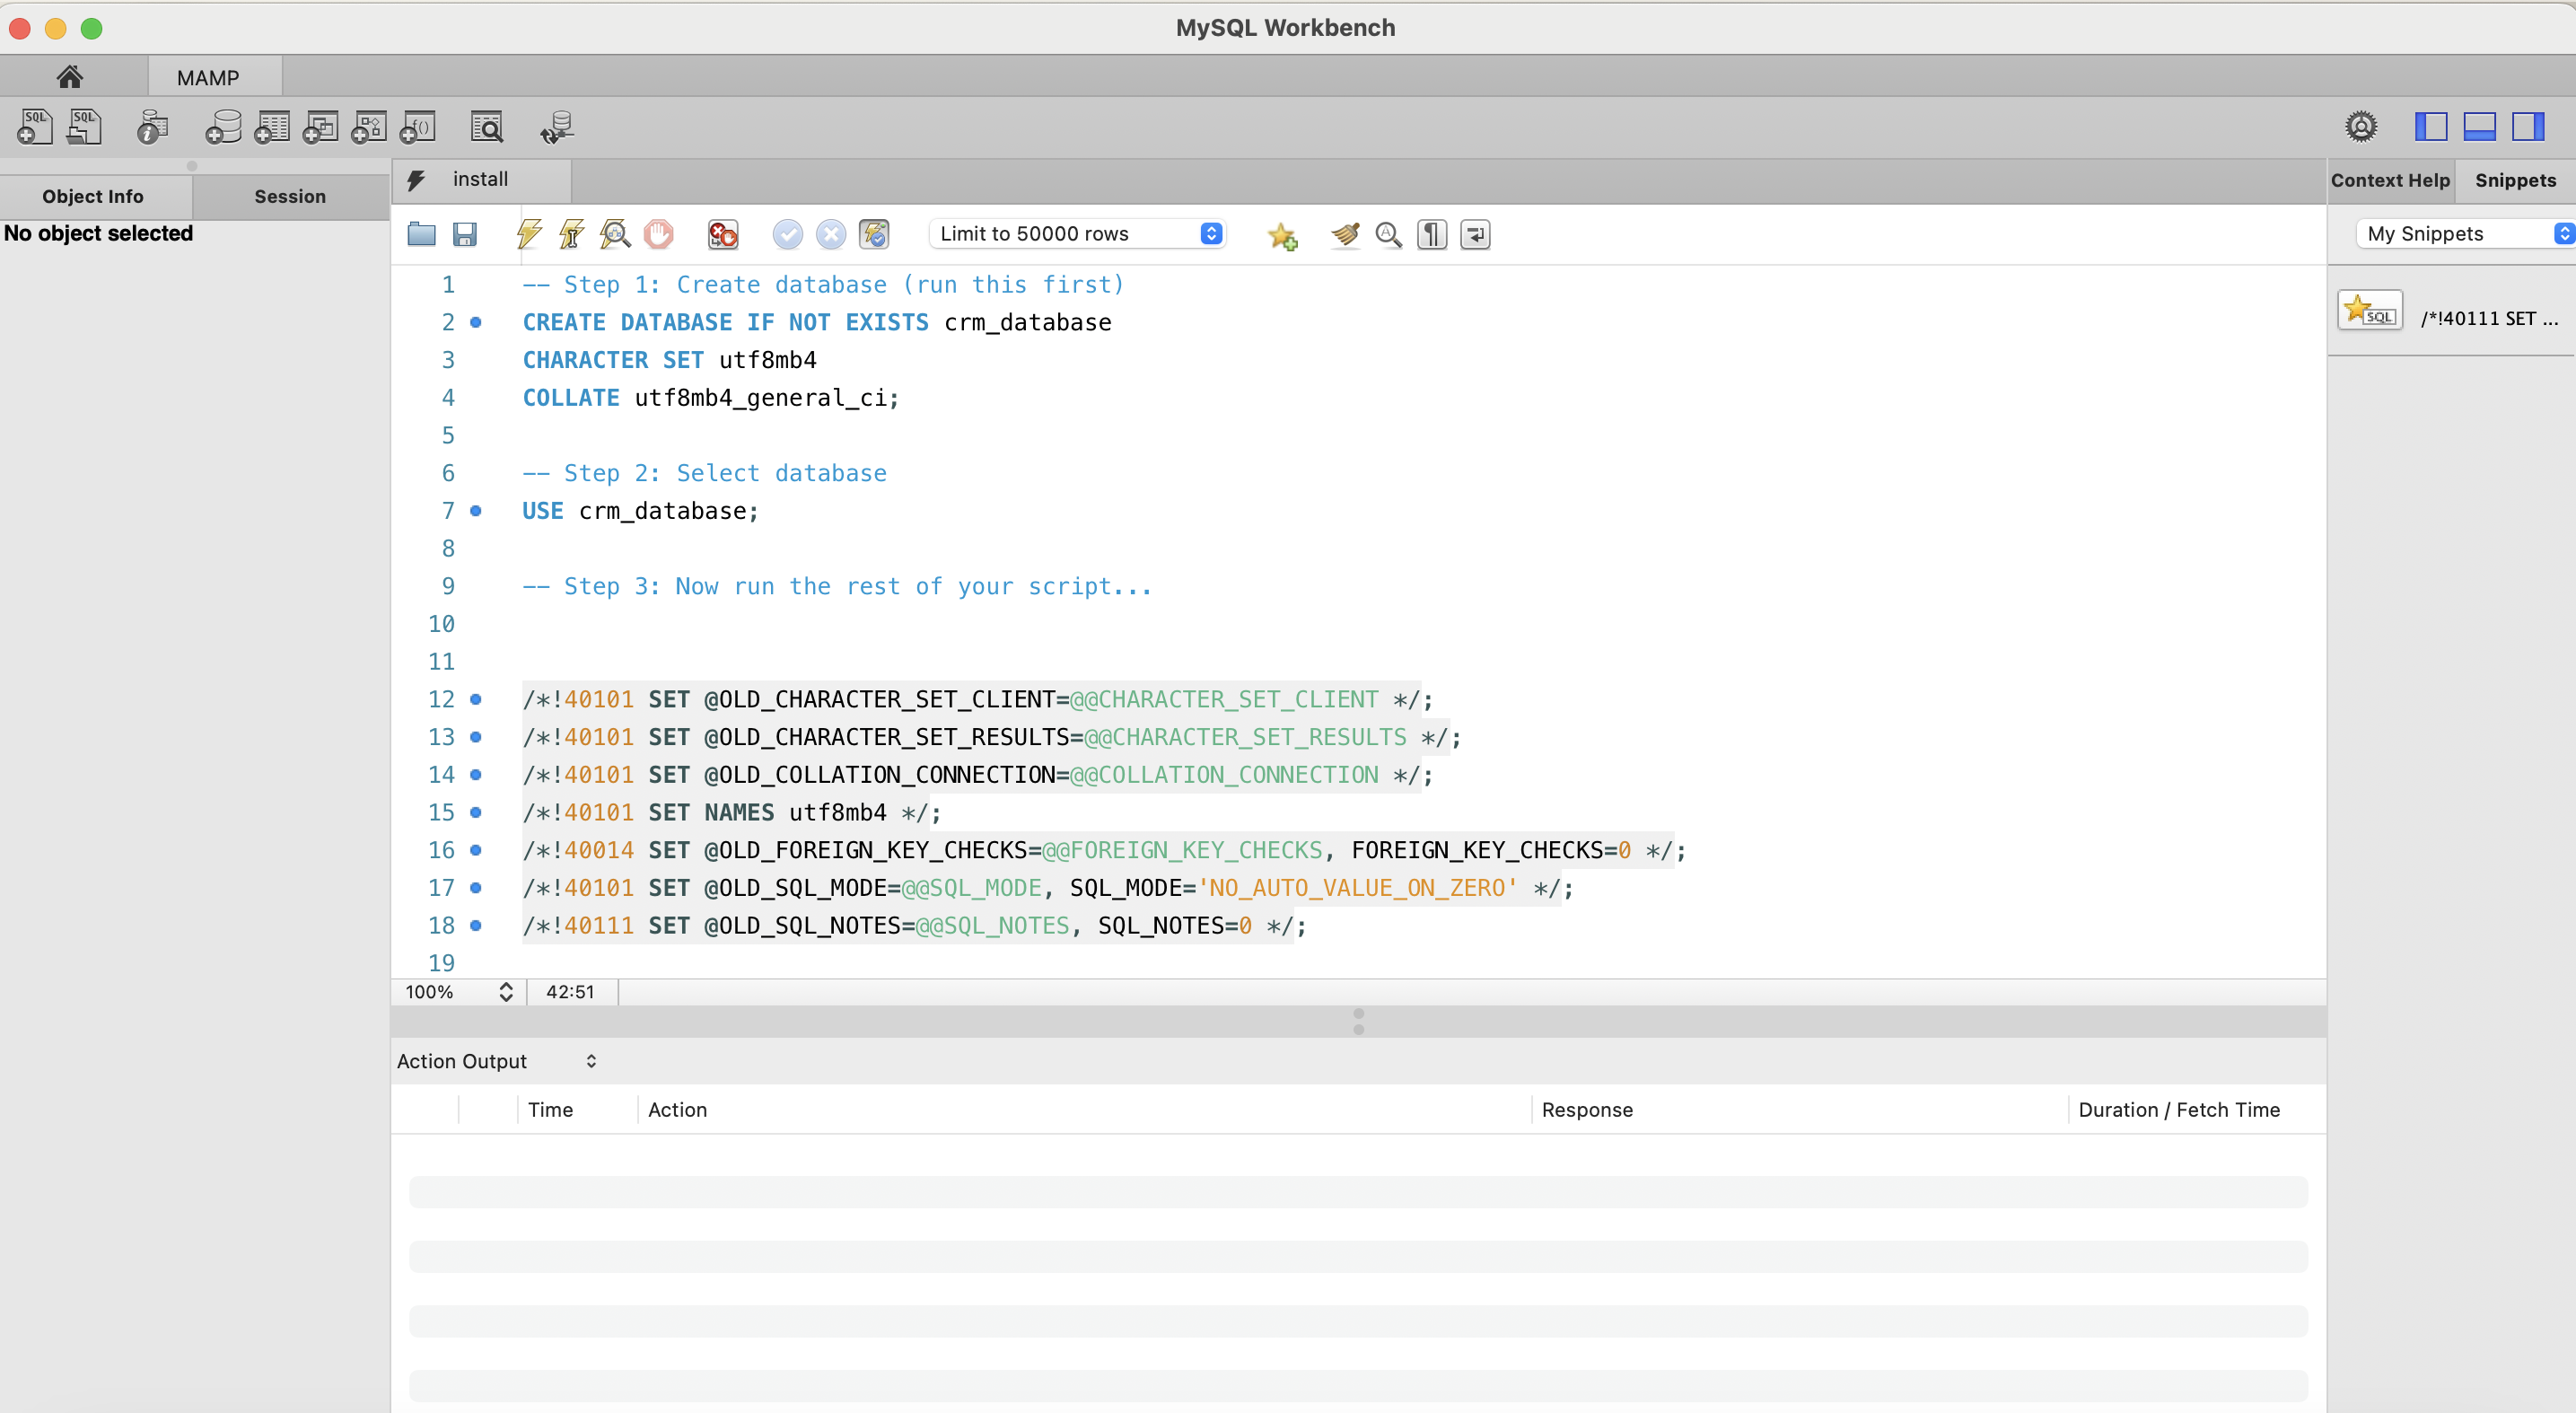 MySQL Workbench
MAMP
SQL
SQL
i
f()
Object Info
Session
No object selected
install
Context Help
Snippets
Limit to 50000 rows
My Snippets
SQL
/*!40111 SET ...
1 -- Step 1: Create database (run this first)
2 CREATE DATABASE IF NOT EXISTS crm_database
3 CHARACTER SET utf8mb4
4 COLLATE utf8mb4_general_ci;
5
6 -- Step 2: Select database
7 USE crm_database;
8
9 -- Step 3: Now run the rest of your script...
10
11
12 /*!40101 SET @OLD_CHARACTER_SET_CLIENT=@@CHARACTER_SET_CLIENT */;
13 /*!40101 SET @OLD_CHARACTER_SET_RESULTS=@@CHARACTER_SET_RESULTS */;
14 /*!40101 SET @OLD_COLLATION_CONNECTION=@@COLLATION_CONNECTION */;
15 /*!40101 SET NAMES utf8mb4 */;
16 /*!40014 SET @OLD_FOREIGN_KEY_CHECKS=@@FOREIGN_KEY_CHECKS, FOREIGN_KEY_CHECKS=0 */;
17 /*!40101 SET @OLD_SQL_MODE=@@SQL_MODE, SQL_MODE='NO_AUTO_VALUE_ON_ZERO' */;
18 /*!40111 SET @OLD_SQL_NOTES=@@SQL_NOTES, SQL_NOTES=0 */;
19
100%
42:51
Action Output
Time
Action
Response
Duration / Fetch Time